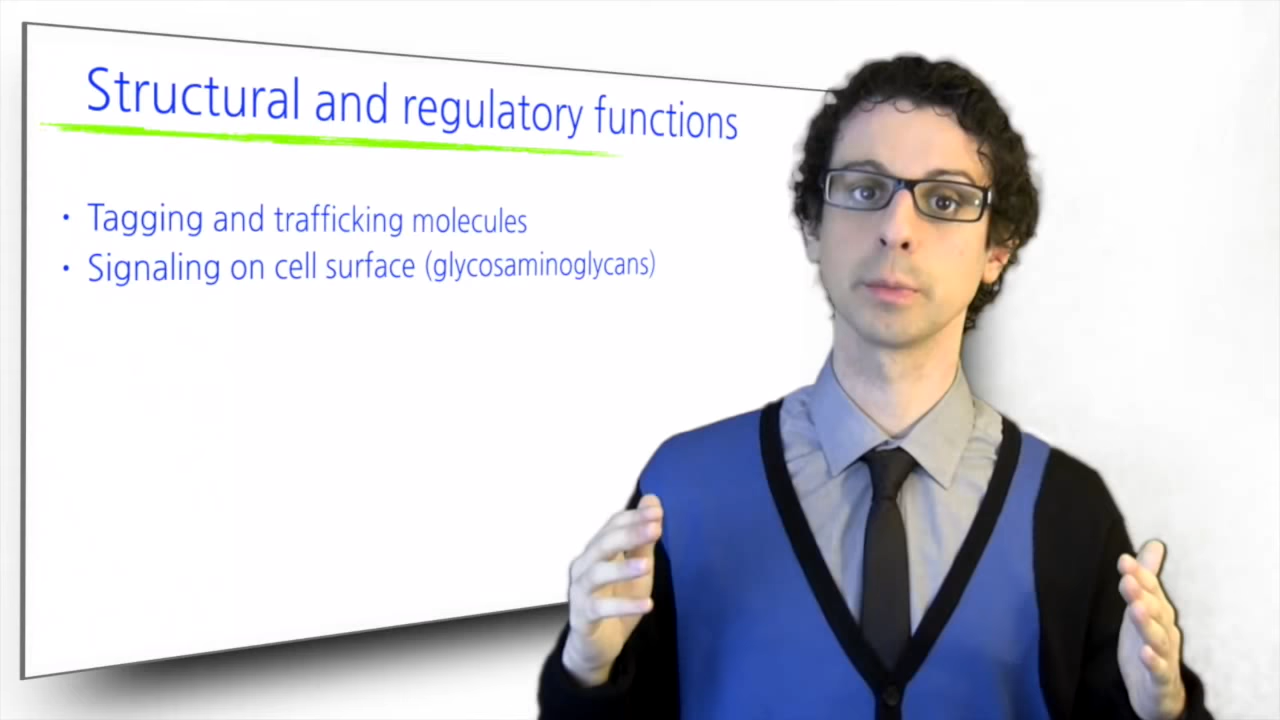 Structural and regulatory functions
• Tagging and trafficking molecules
• Signaling on cell surface (glycosaminoglycans)